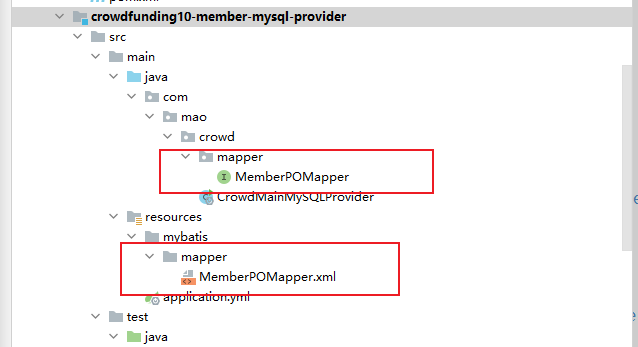 crowdfunding10-member-mysql-provider
src
main
java
com
mao
crowd
mapper
MemberPOMapper
CrowdMainMySQLProvider
resources
mybatis
mapper
MemberPOMapper.xml
application.yml
test
java